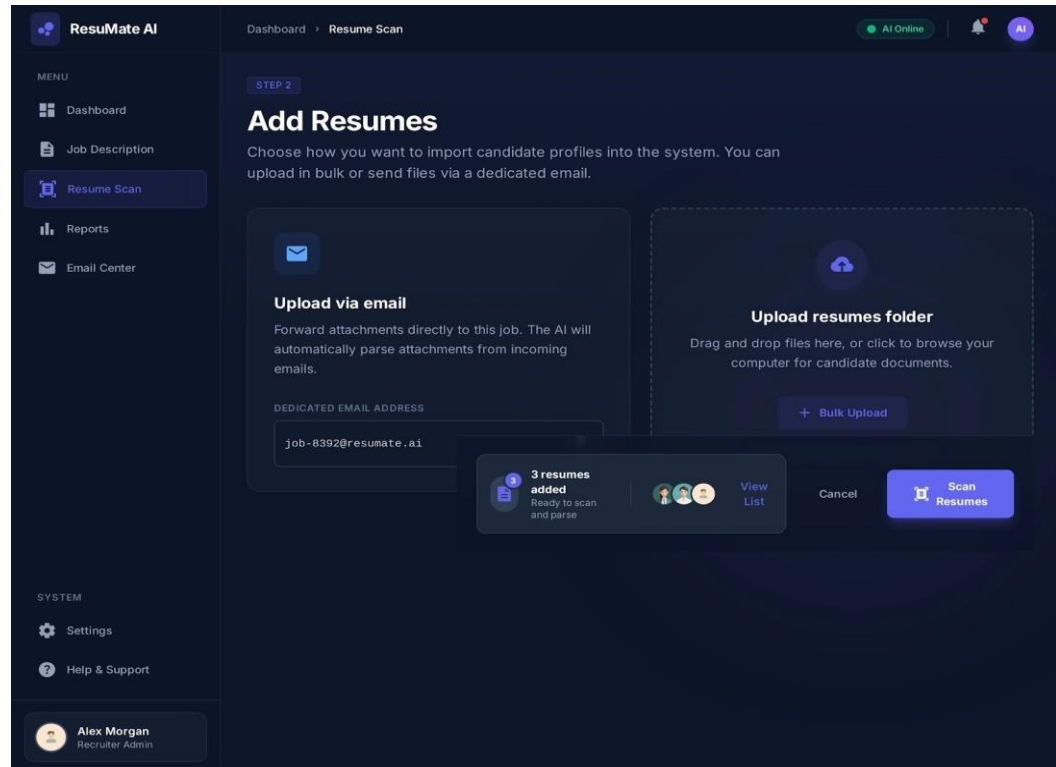 ResuMate AI
Dashboard › Resume Scan
AI Online
AI
MENU
Dashboard
Job Description
Resume Scan
Reports
Email Center
STEP 2
Add Resumes
Choose how you want to import candidate profiles into the system. You can
upload in bulk or send files via a dedicated email.
Upload via email
Forward attachments directly to this job. The AI will
automatically parse attachments from incoming
emails.
DEDICATED EMAIL ADDRESS
job-8392@resumate.ai
Upload resumes folder
Drag and drop files here, or click to browse your
computer for candidate documents.
+ Bulk Upload
3
3 resumes
added
Ready to scan
and parse
View
List
Cancel
Scan
Resumes
SYSTEM
Settings
Help & Support
Alex Morgan
Recruiter Admin